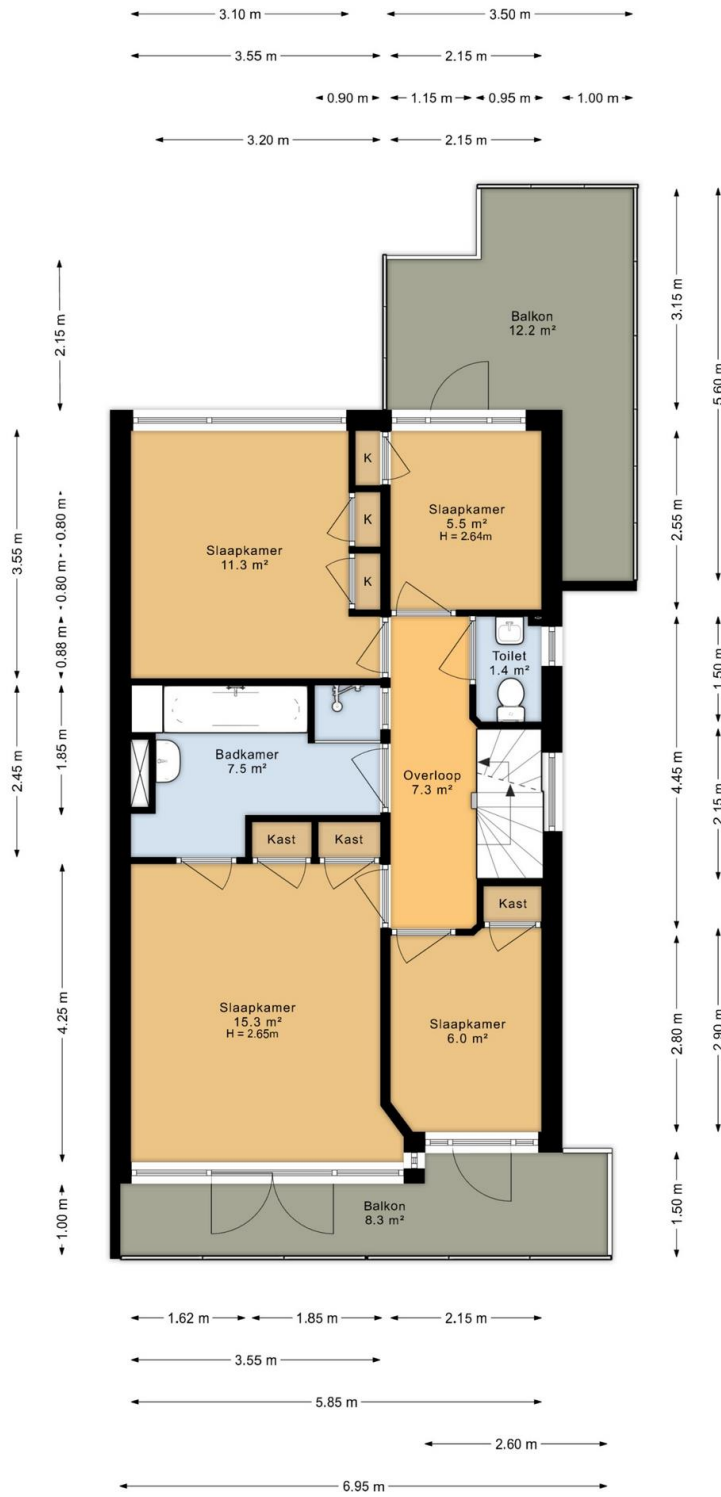 3.10 m
3.50 m
3.55 m
2.15 m
0.90 m
1.15 m
0.95 m
1.00 m
3.20 m
2.15 m
2.15 m
3.15 m
5.60 m
Balkon
12.2 m²
3.55 m
0.80 m
0.80 m
0.88 m
K
K
K
Slaapkamer
11.3 m²
Slaapkamer
5.5 m²
H = 2.64m
2.55 m
Toilet
1.4 m²
1.50 m
2.45 m
1.85 m
Badkamer
7.5 m²
Overloop
7.3 m²
4.45 m
2.15 m
Kast
Kast
Kast
4.25 m
Slaapkamer
15.3 m²
H = 2.65m
Slaapkamer
6.0 m²
2.80 m
2.90 m
1.00 m
Balkon
8.3 m²
1.50 m
1.62 m
1.85 m
2.15 m
3.55 m
5.85 m
2.60 m
6.95 m